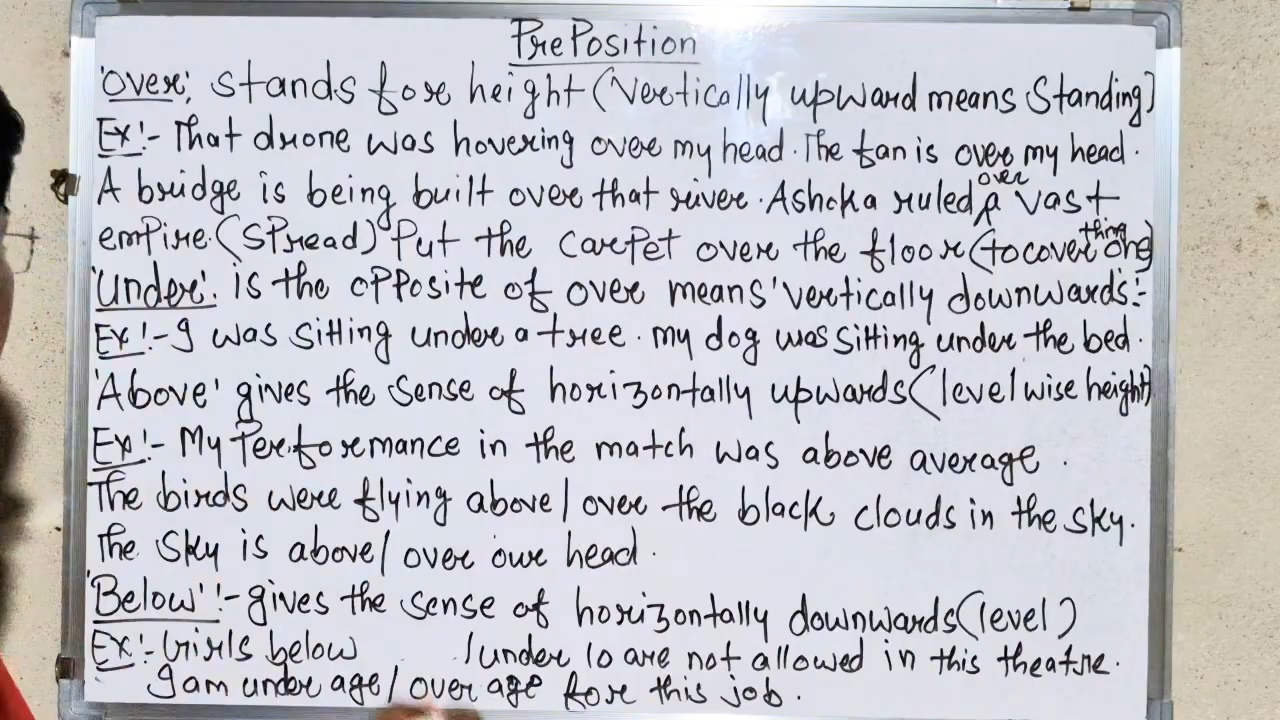 PrePosition
'Over; stands for height (Vertically upward means Standing)
Ex!- That drone was hovering over my head. The fan is over my head.
A bridge is being built over that river. Ashoka ruled over a vast
emPire. (SPread) Put the carPet over the floor (to cover thing one)
'Under'. is the oPPosite of over means 'vertically downwards:-
Ex!- I was sitting under a tree. My dog was sitting under the bed.
'Above' gives the sense of horizontally upwards (level wise height)
Ex!- My Performance in the match was above average.
The birds were flying above/over the black clouds in the sky.
The sky is above/over our head.
'Below'!- gives the sense of horizontally downwards (level)
Ex!- Girls below /under 10 are not allowed in this theatre.
I am under age/over age for this job.